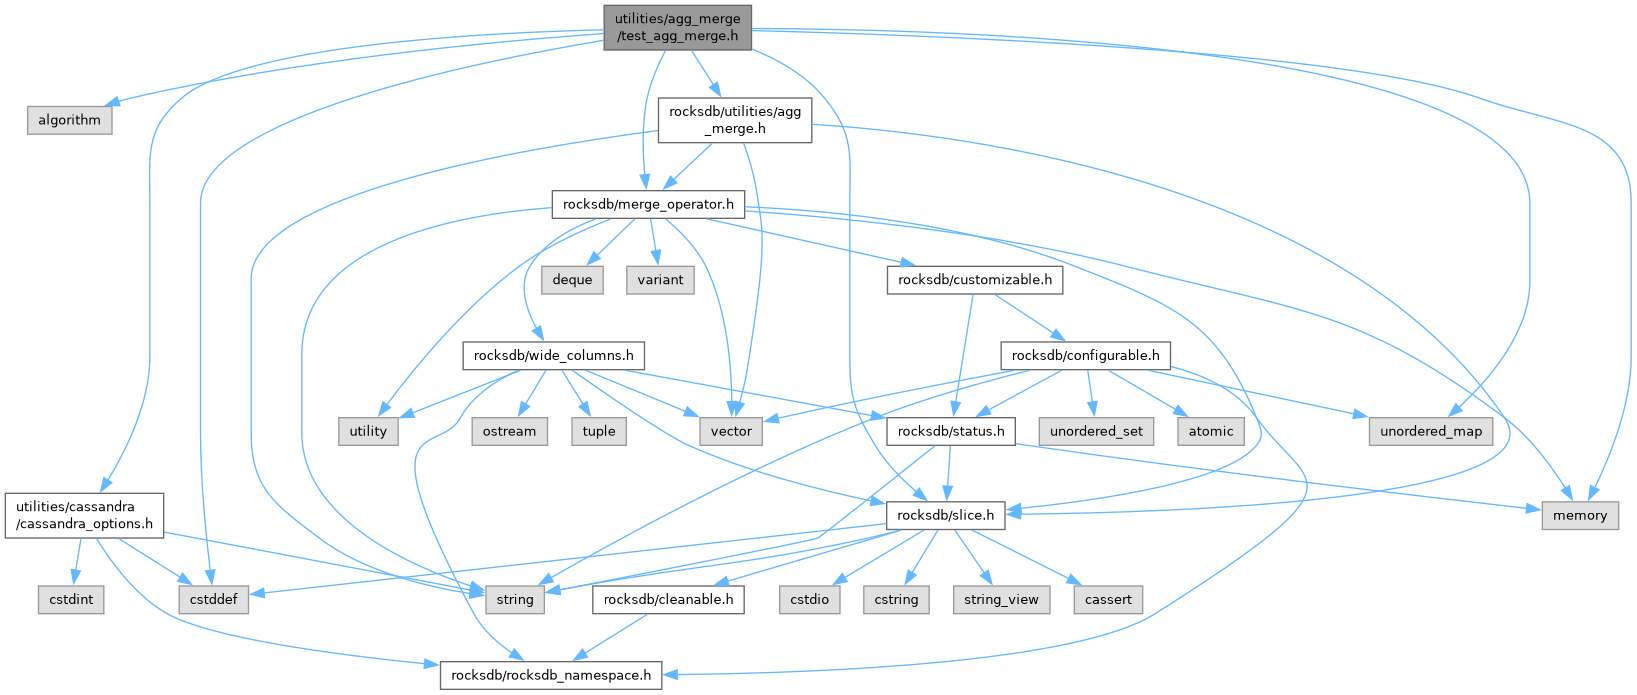 utilities/agg_merge
/test_agg_merge.h
algorithm
rocksdb/utilities/agg
_merge.h
rocksdb/merge_operator.h
deque
variant
rocksdb/customizable.h
rocksdb/wide_columns.h
rocksdb/configurable.h
utility
ostream
tuple
vector
rocksdb/status.h
unordered_set
atomic
unordered_map
utilities/cassandra
/cassandra_options.h
rocksdb/slice.h
memory
cstdint
cstddef
string
rocksdb/cleanable.h
cstdio
cstring
string_view
cassert
rocksdb/rocksdb_namespace.h